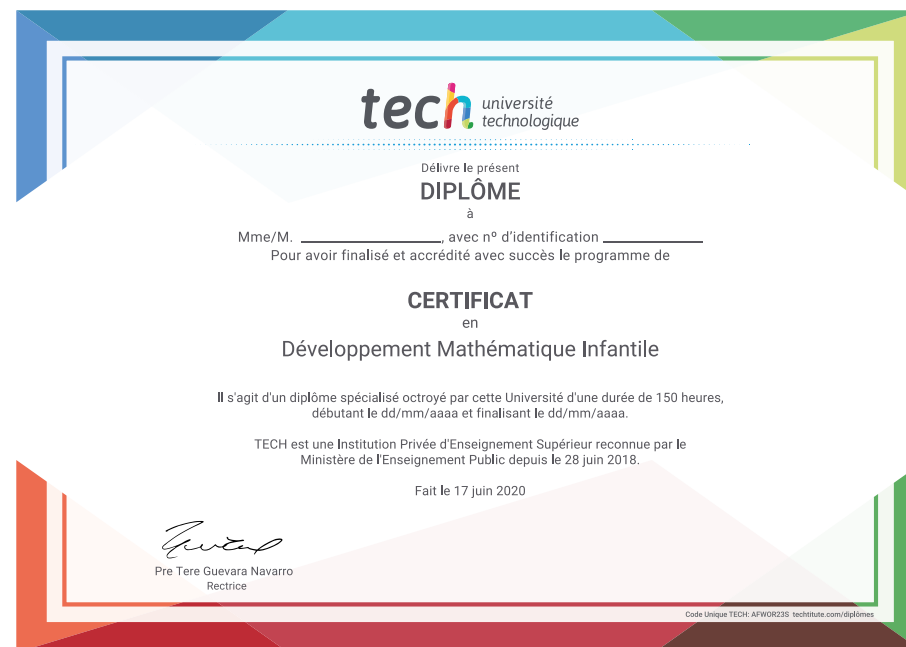 tech université
technologique
Délivre le présent
DIPLÔME
à
Mme/M. ____________________, avec nº d'identification ______________
Pour avoir finalisé et accrédité avec succès le programme de
CERTIFICAT
en
Développement Mathématique Infantile
Il s'agit d'un diplôme spécialisé octroyé par cette Université d'une durée de 150 heures,
débutant le dd/mm/aaaa et finalisant le dd/mm/aaaa.
TECH est une Institution Privée d'Enseignement Supérieur reconnue par le
Ministère de l'Enseignement Public depuis le 28 juin 2018.
Fait le 17 juin 2020
Pre Tere Guevara Navarro
Rectrice
Code Unique TECH: AFWOR23S techtitute.com/diplômes